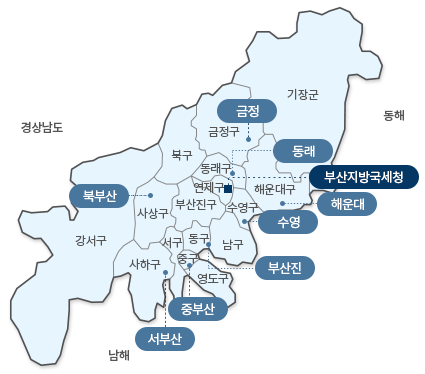 기장군
금정
동해
경상남도
금정구
동래
북구
동래구
부산지방국세청
연제구
해운대구
북부산
부산진구
수영구
해운대
사상구
수영
강서구
서구
동구
남구
중구
사하구
부산진
영도구
중부산
서부산
남해